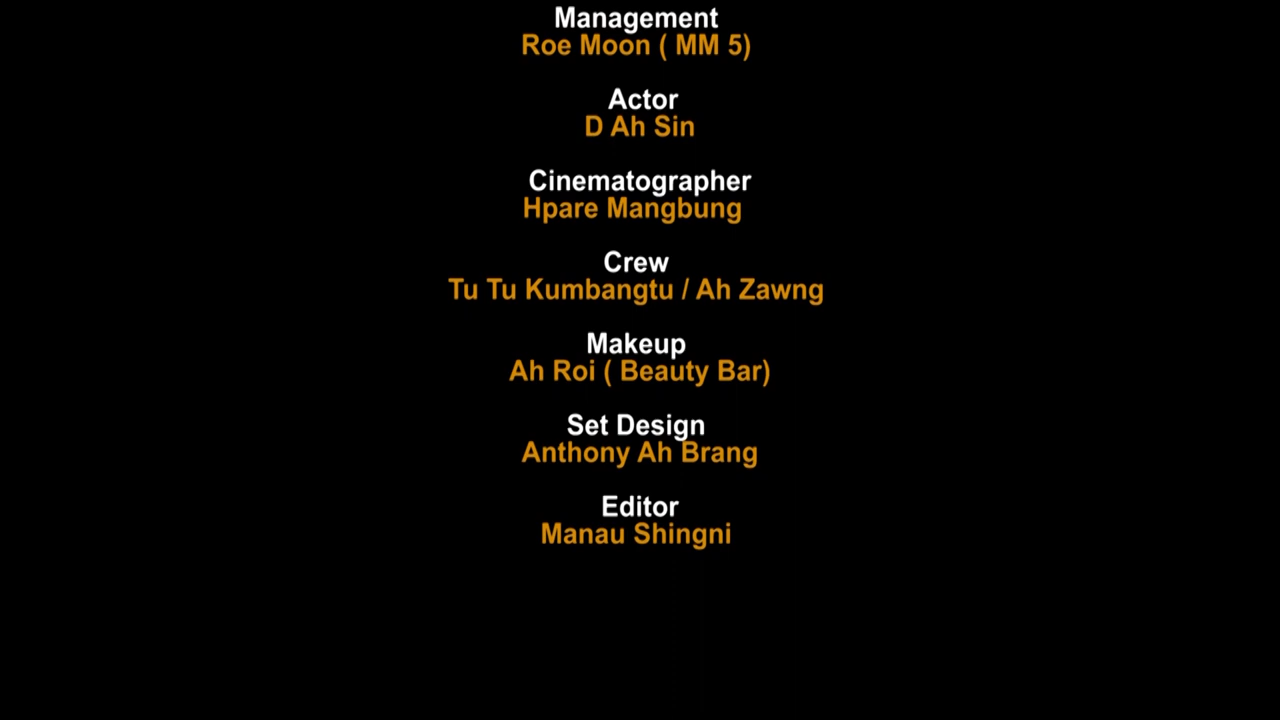 Management
Roe Moon ( MM 5)
Actor
D Ah Sin
Cinematographer
Hpare Mangbung
Crew
Tu Tu Kumbangtu / Ah Zawng
Makeup
Ah Roi ( Beauty Bar)
Set Design
Anthony Ah Brang
Editor
Manau Shingni